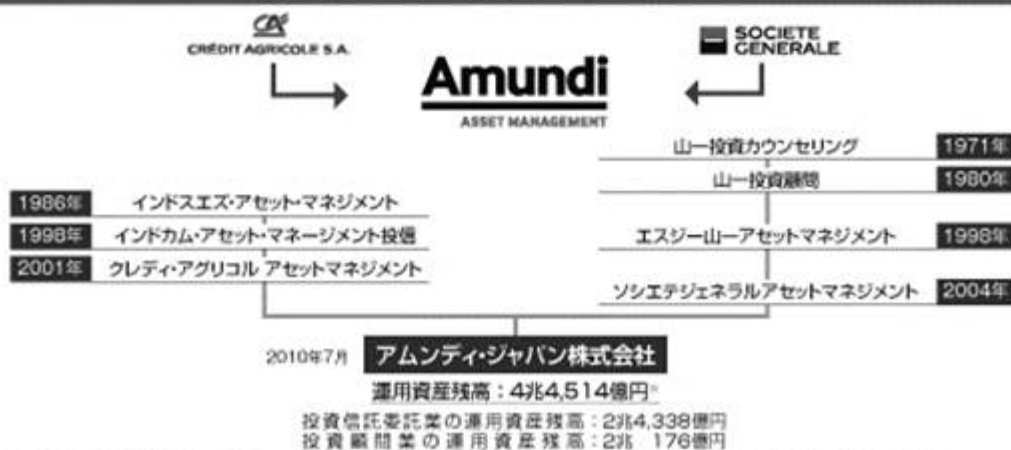 CA
CRÉDIT AGRICOLE S.A.
SOCIETE
GENERALE
Amundi
ASSET MANAGEMENT
山一投資カウンセリング 1971年
山一投資顧問 1980年
1986年 インドスエズ・アセット・マネジメント
1998年 インドカム・アセット・マネージメント投信
エスジー山一アセットマネジメント 1998年
2001年 クレディ・アグリコル アセットマネジメント
ソシエテジェネラルアセットマネジメント 2004年
2010年7月 アムンディ・ジャパン株式会社
運用資産残高：4兆4,514億円※
投資信託委託業の運用資産残高：2兆4,338億円
投資顧問業の運用資産残高：2兆 176億円